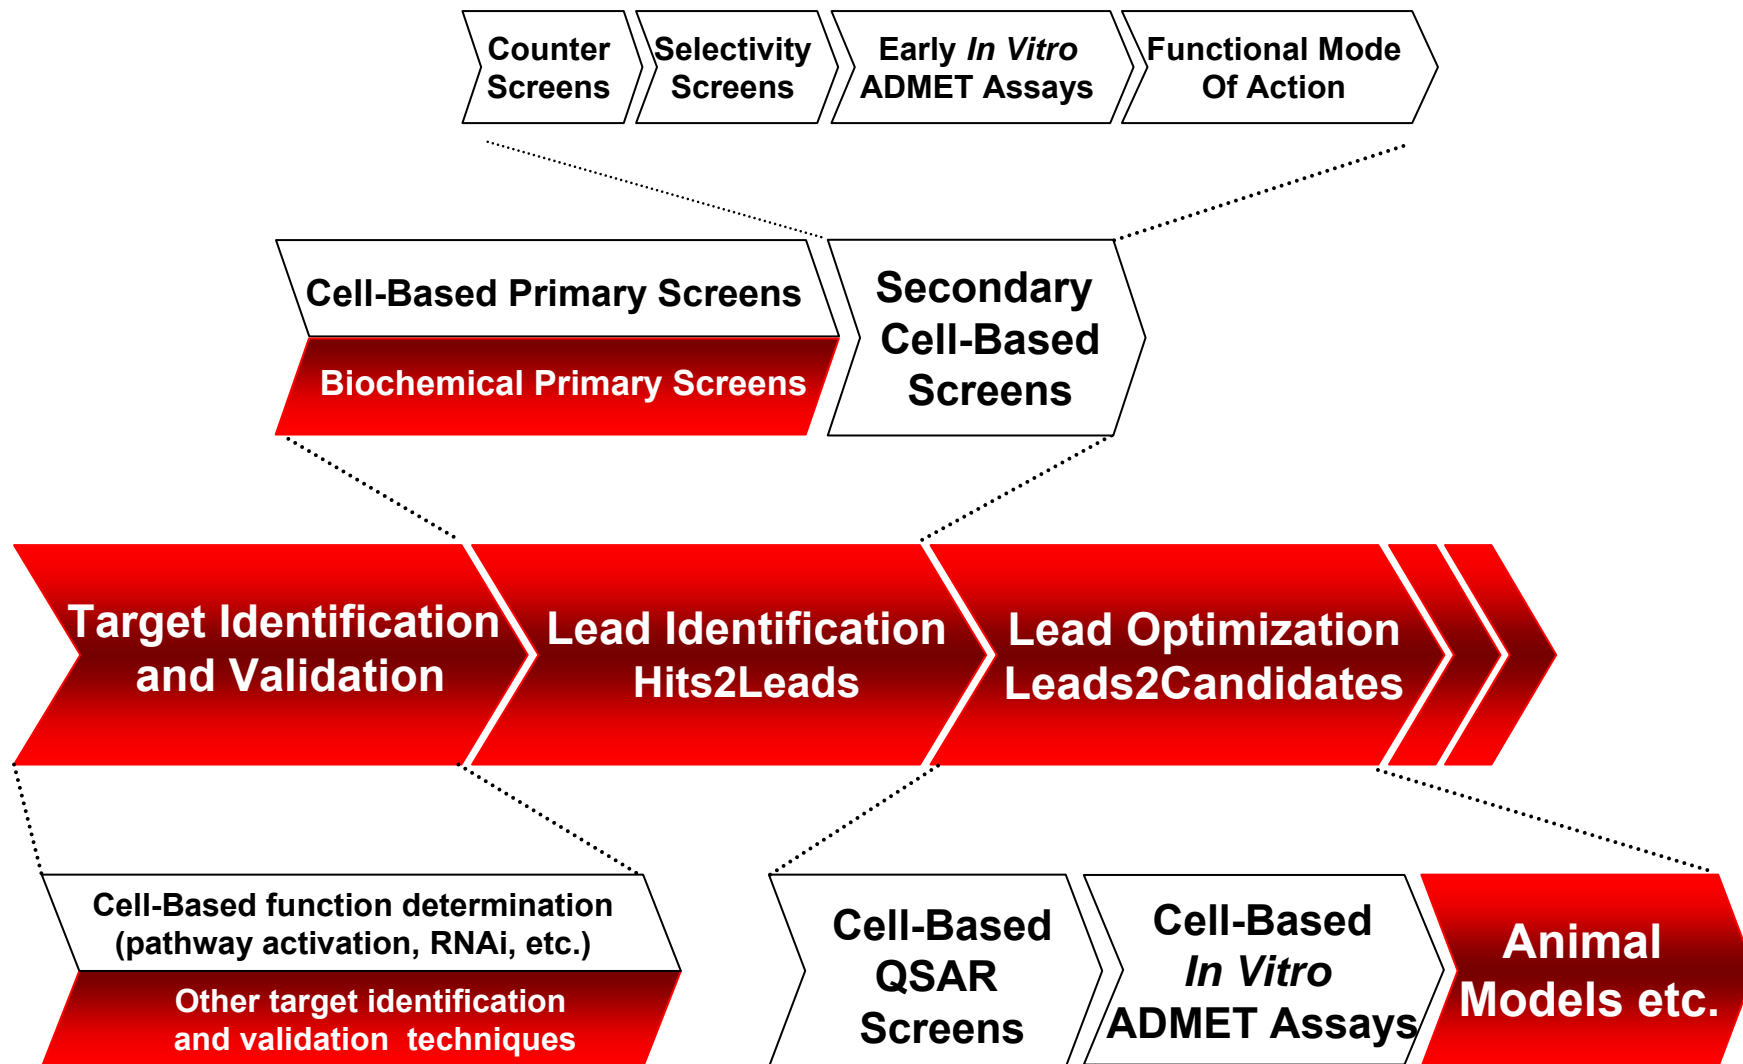 Counter
Screens
Selectivity
Screens
Early In Vitro
ADMET Assays
Functional Mode
Of Action
Cell-Based Primary Screens
Biochemical Primary Screens
Secondary
Cell-Based
Screens
Target Identification
and Validation
Lead Identification
Hits2Leads
Lead Optimization
Leads2Candidates
Cell-Based function determination
(pathway activation, RNAi, etc.)
Other target identification
and validation techniques
Cell-Based
QSAR
Screens
Cell-Based
In Vitro
ADMET Assays
Animal
Models etc.